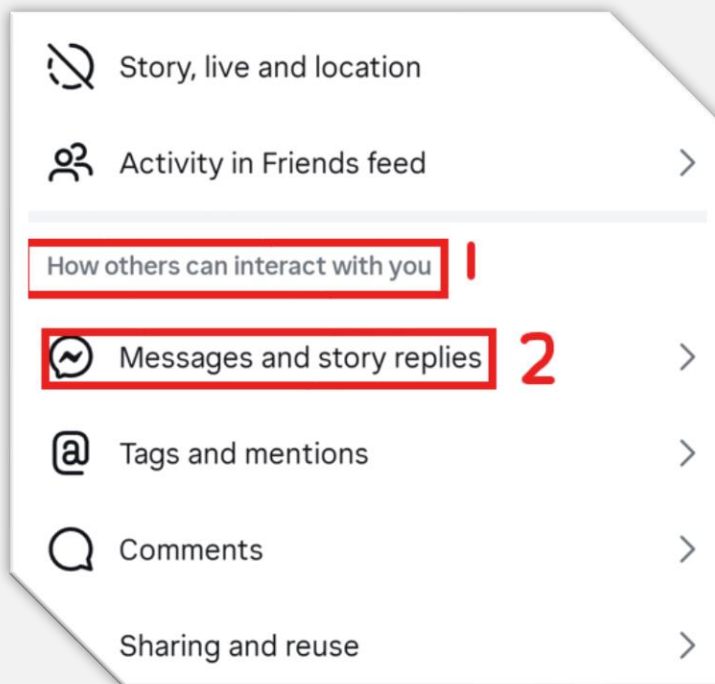 Story, live and location
Activity in Friends feed
How others can interact with you
1
Messages and story replies
2
Tags and mentions
Comments
Sharing and reuse